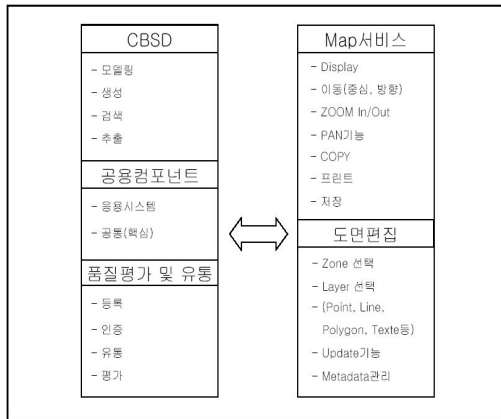 CBSD
- 모델링
- 생성
- 검색
- 추출
공용컴포넌트
- 응용시스템
- 공통(핵심)
품질평가 및 유통
- 등록
- 인증
- 유통
- 평가
Map서비스
- Display
- 이동(중심, 방향)
- ZOOM In/Out
- PAN기능
- COPY
- 프린트
- 저장
도면편집
- Zone 선택
- Layer 선택
- (Point, Line,
Polygon, Texte등)
- Update기능
- Metadata관리